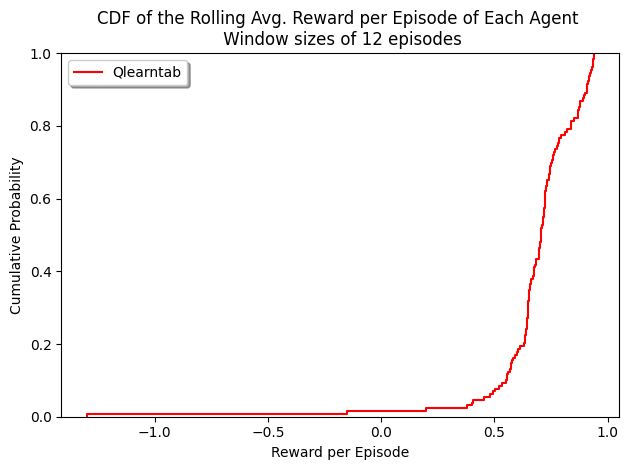 CDF of the Rolling Avg. Reward per Episode of Each Agent
Window sizes of 12 episodes
Qlearntab
1.0
0.8
0.6
0.4
0.2
0.0
Cumulative Probability
−1.0 −0.5 0.0 0.5 1.0
Reward per Episode